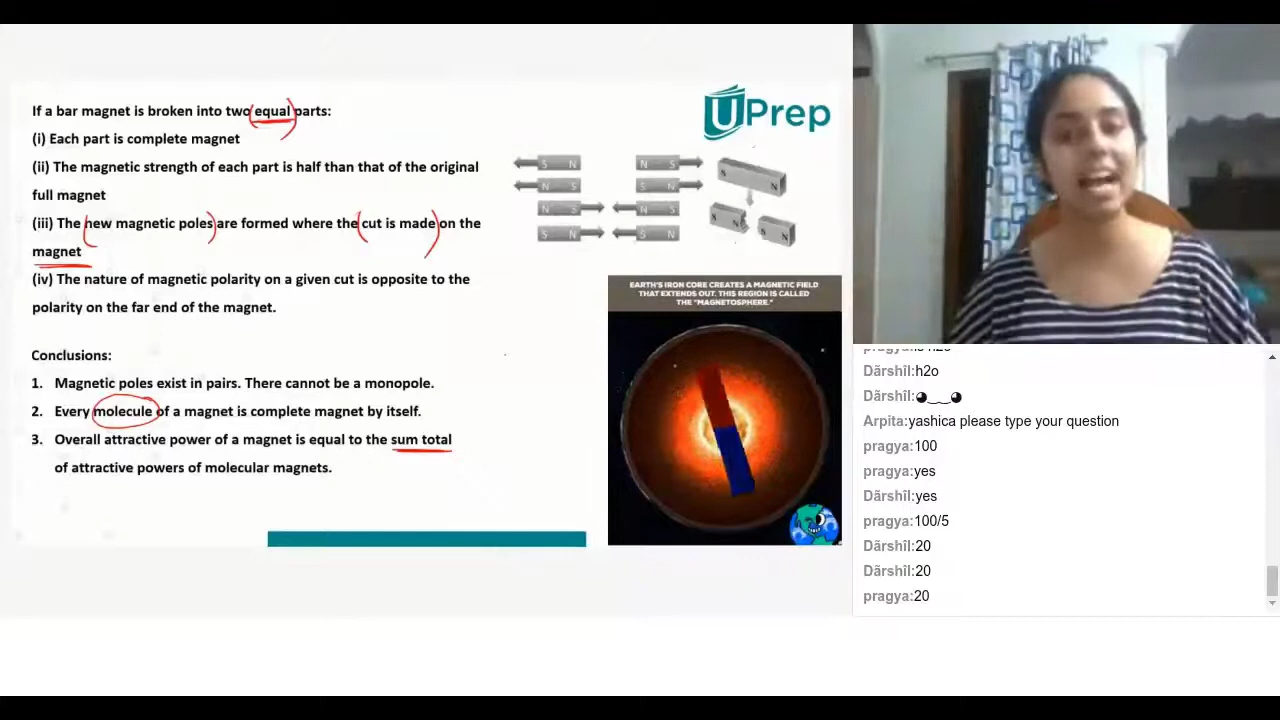 If a bar magnet is broken into two equal parts:
(i) Each part is complete magnet
(ii) The magnetic strength of each part is half than that of the original
full magnet
(iii) The new magnetic poles are formed where the cut is made on the
magnet
(iv) The nature of magnetic polarity on a given cut is opposite to the
polarity on the far end of the magnet.
Conclusions:
1. Magnetic poles exist in pairs. There cannot be a monopole.
2. Every molecule of a magnet is complete magnet by itself.
3. Overall attractive power of a magnet is equal to the sum total
of attractive powers of molecular magnets.
UPrep
S N N S
N S S N
N S N S
S N N S
S N
S N S N
EARTH'S IRON CORE CREATES A MAGNETIC FIELD
THAT EXTENDS OUT. THIS REGION IS CALLED
THE "MAGNETOSPHERE."
Dãrshîl:h2o
Dãrshîl:◕‿‿◕
Arpita:yashica please type your question
pragya:100
pragya:yes
Dãrshîl:yes
pragya:100/5
Dãrshîl:20
Dãrshîl:20
pragya:20